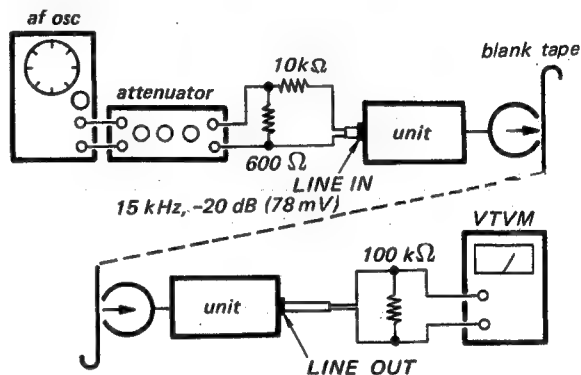 af osc
blank tape
attenuator
10kΩ
unit
600 Ω
LINE IN
15 kHz, -20 dB (78 mV)
VTVM
100 kΩ
unit
LINE OUT